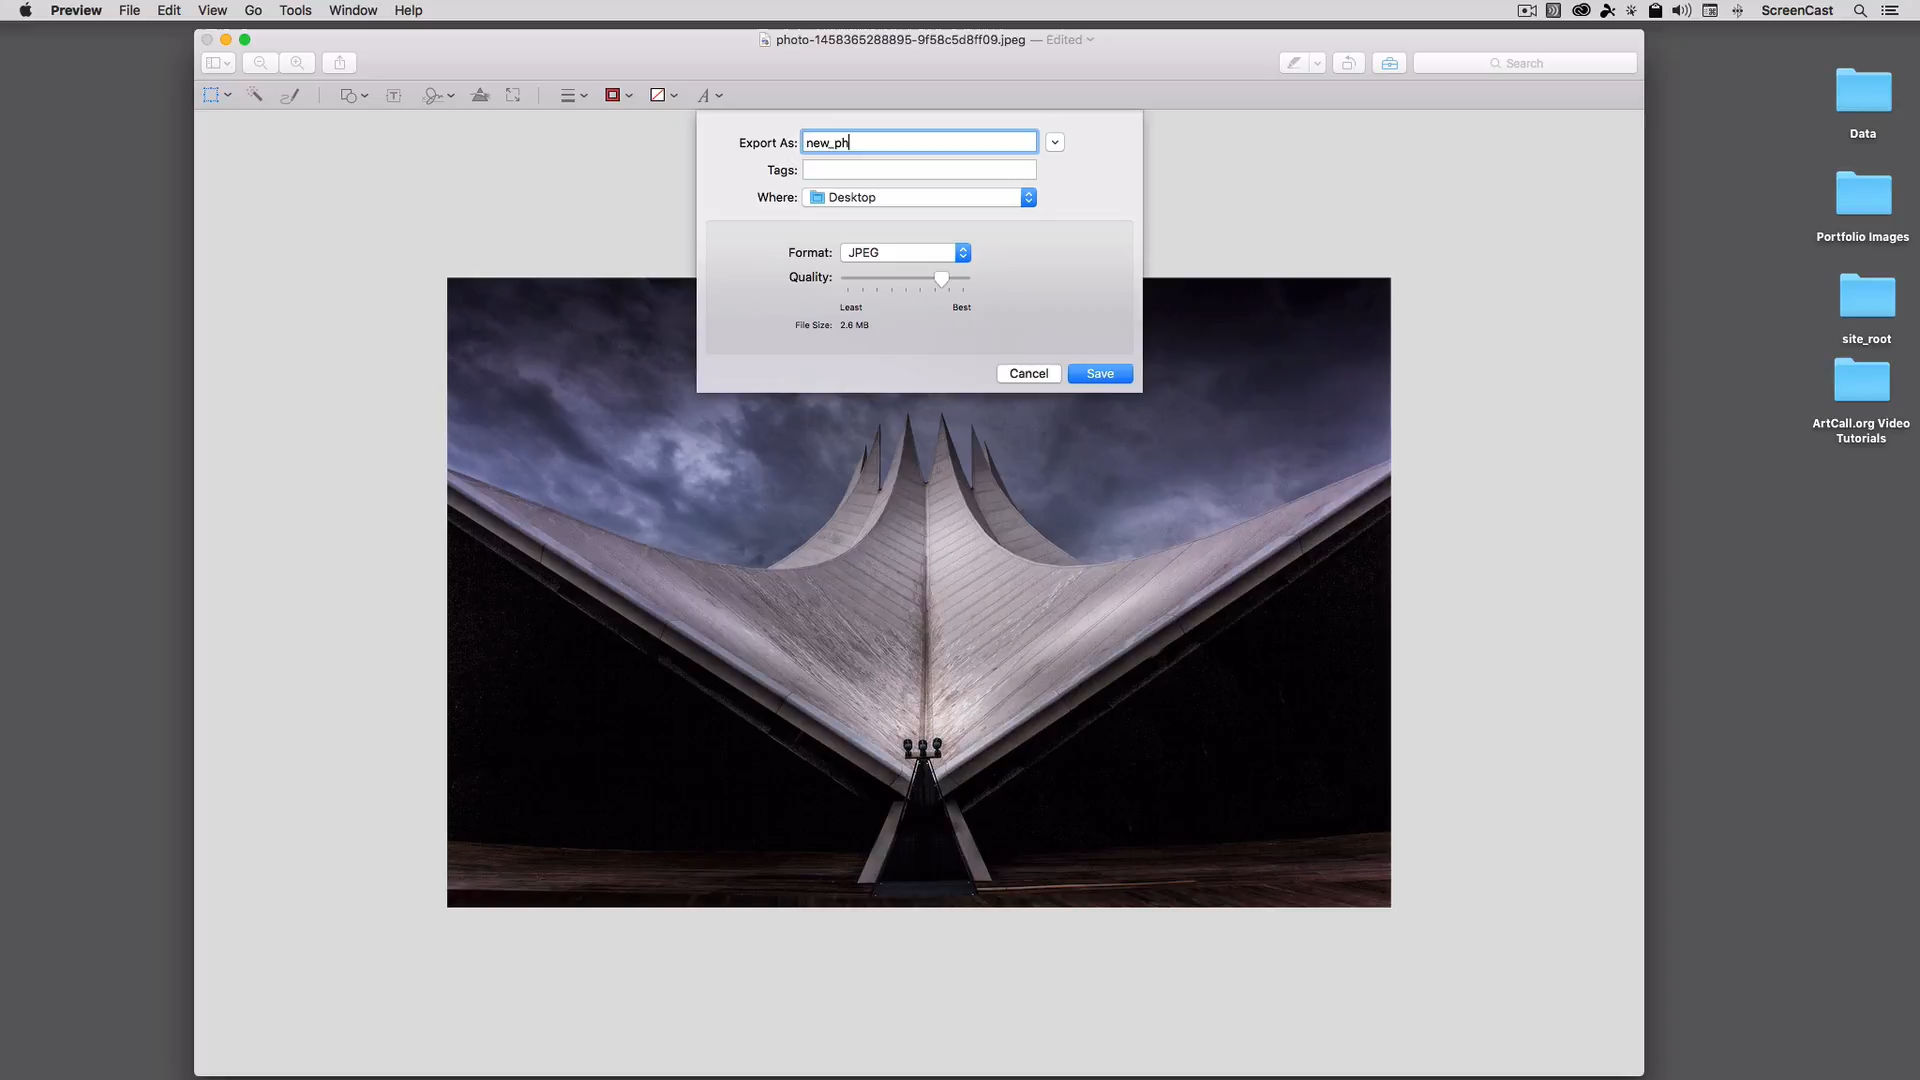 Preview File Edit View Go Tools Window Help ScreenCast
photo-1458365288895-9f58c5d8ff09.jpeg — Edited
Search
Export As: new_ph
Tags:
Where: Desktop
Format: JPEG
Quality:
Least Best
File Size: 2.6 MB
Cancel Save
Data
Portfolio Images
site_root
ArtCall.org Video
Tutorials